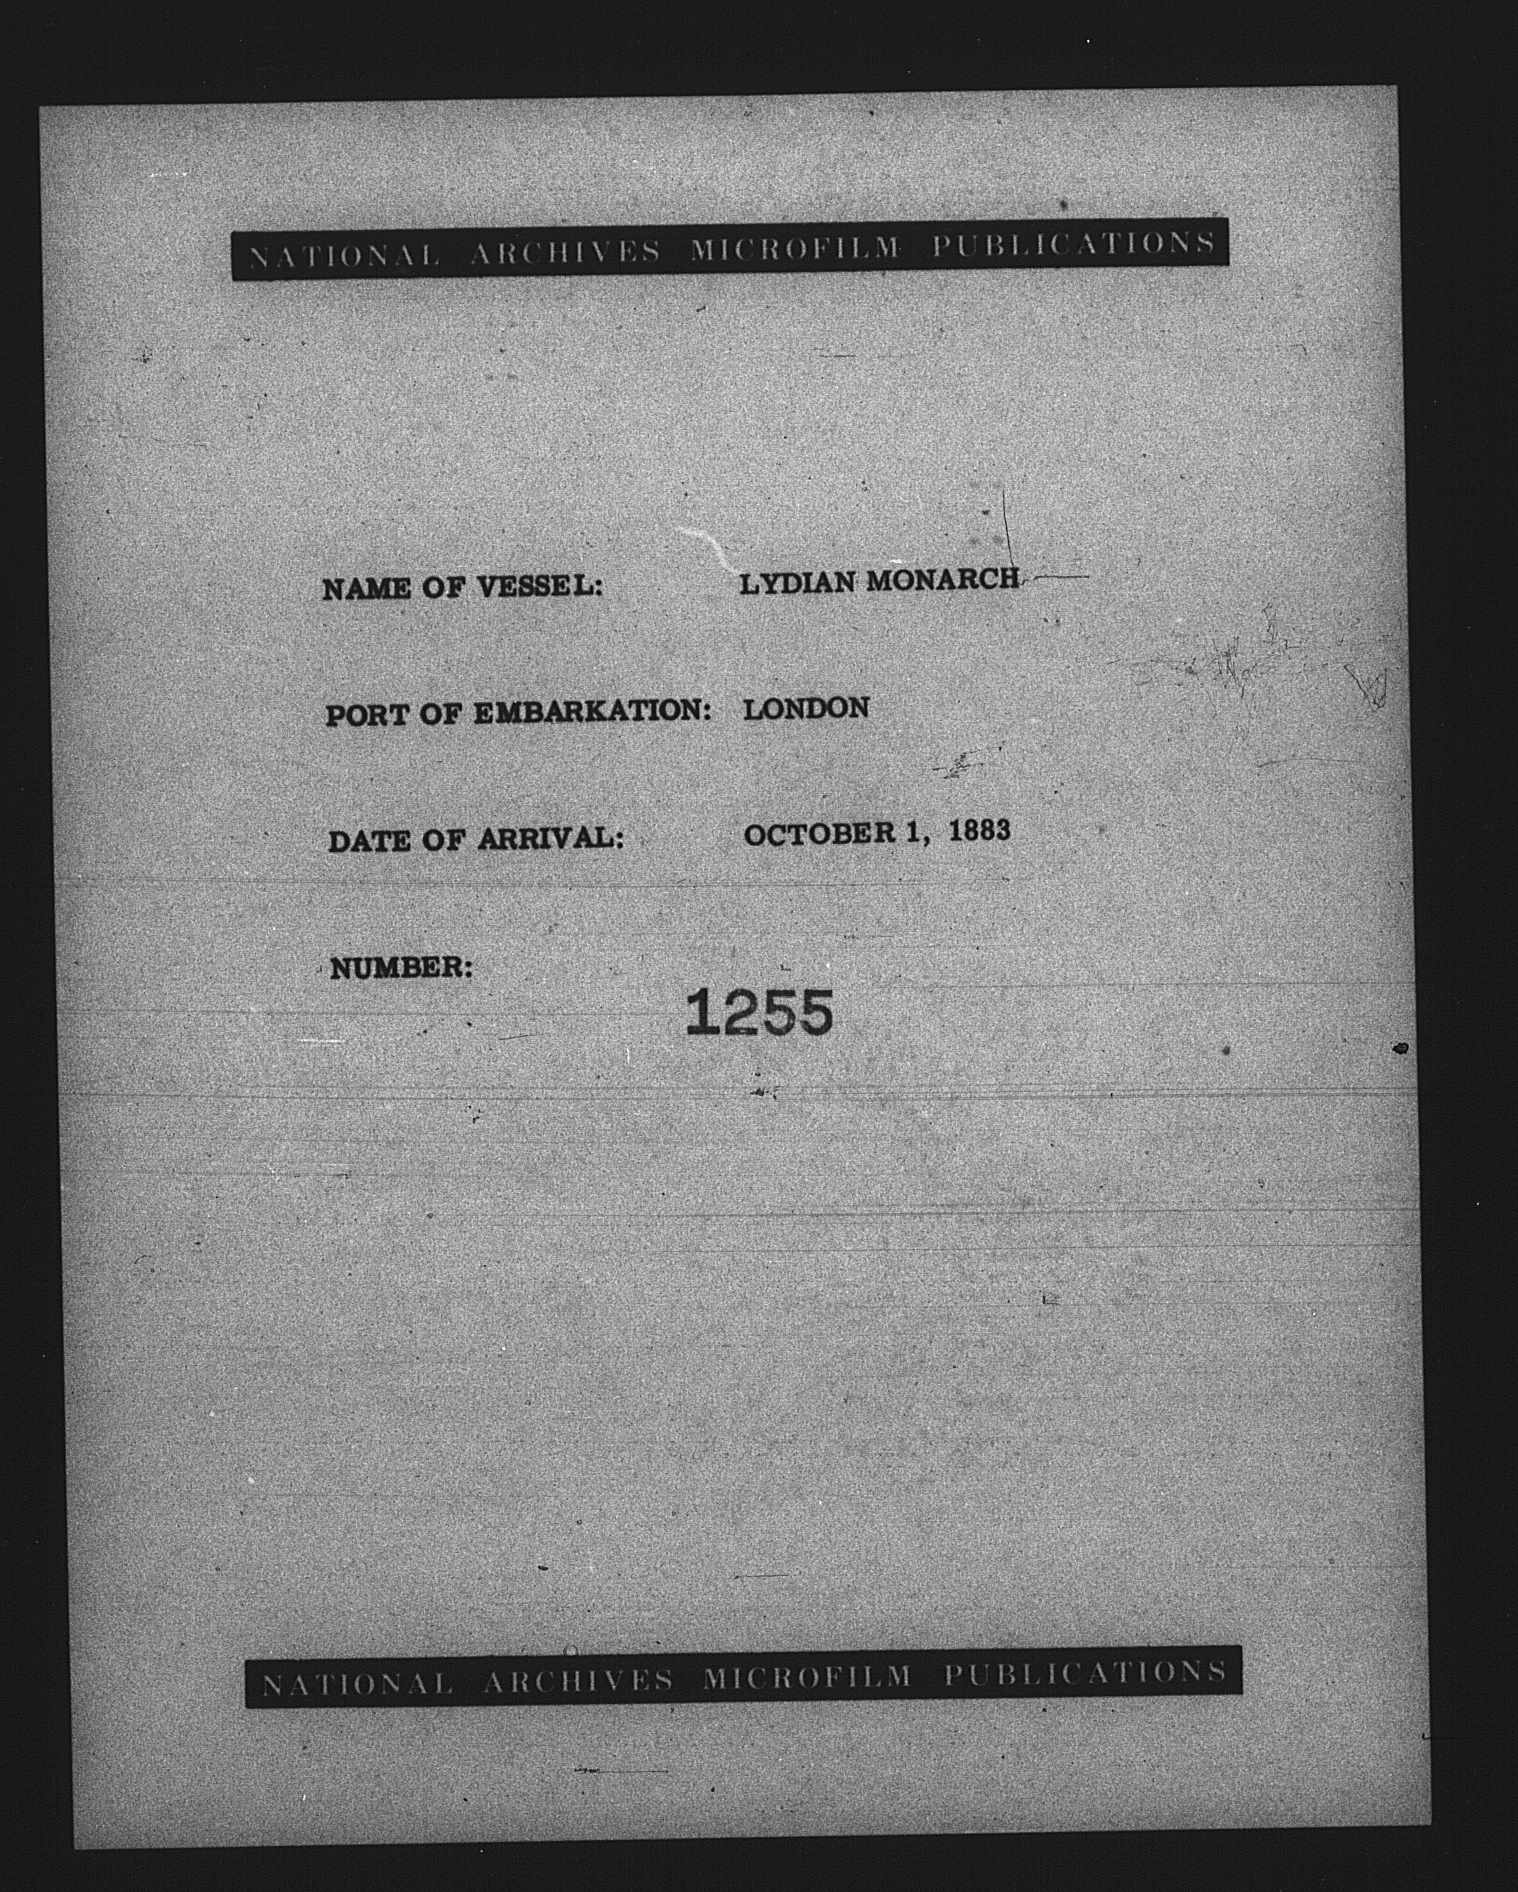 NATIONAL ARCHIVES MICROFILM PUBLICATIONS
NAME OF VESSEL: LYDIAN MONARCH
PORT OF EMBARKATION: LONDON
DATE OF ARRIVAL: OCTOBER 1, 1883
NUMBER:
1255
NATIONAL ARCHIVES MICROFILM PUBLICATIONS